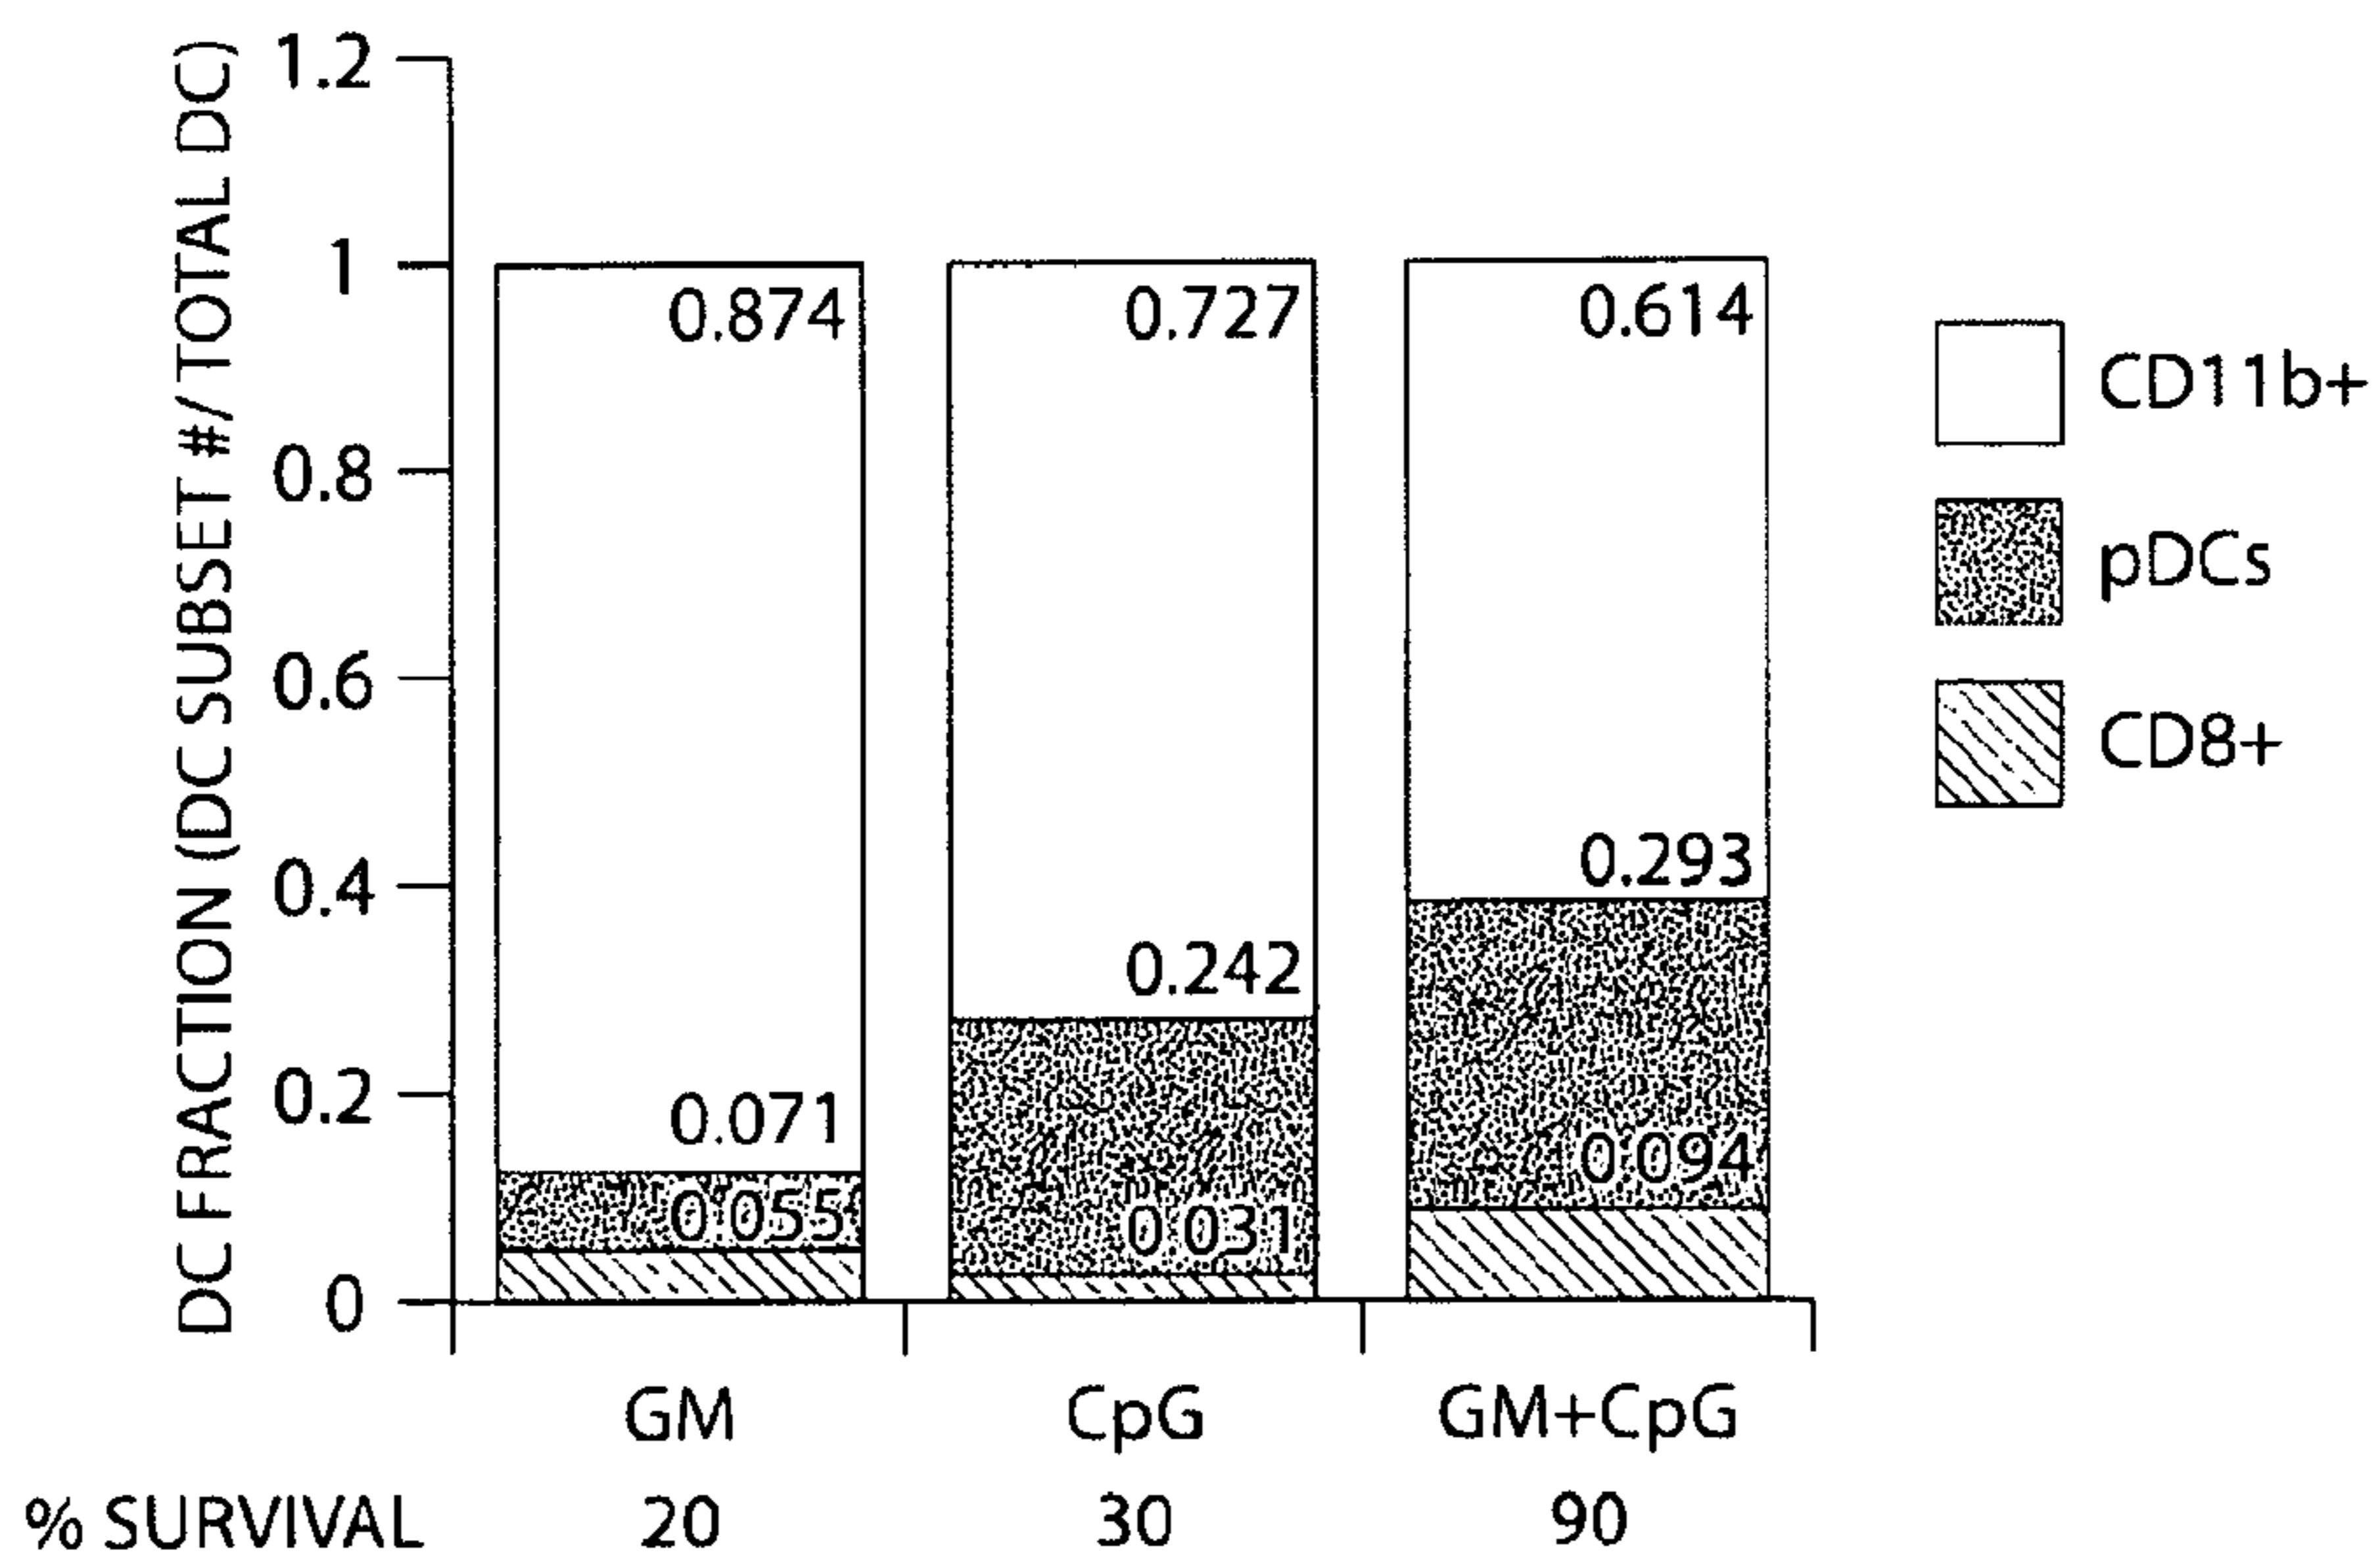 DC FRACTION (DC SUBSET #/TOTAL DC)
1.2
1
0.8
0.6
0.4
0.2
0
0.874
0.071
0.055
0.727
0.242
0.031
0.614
0.293
0.094
CD11b+
pDCs
CD8+
GM CpG GM+CpG
% SURVIVAL 20 30 90